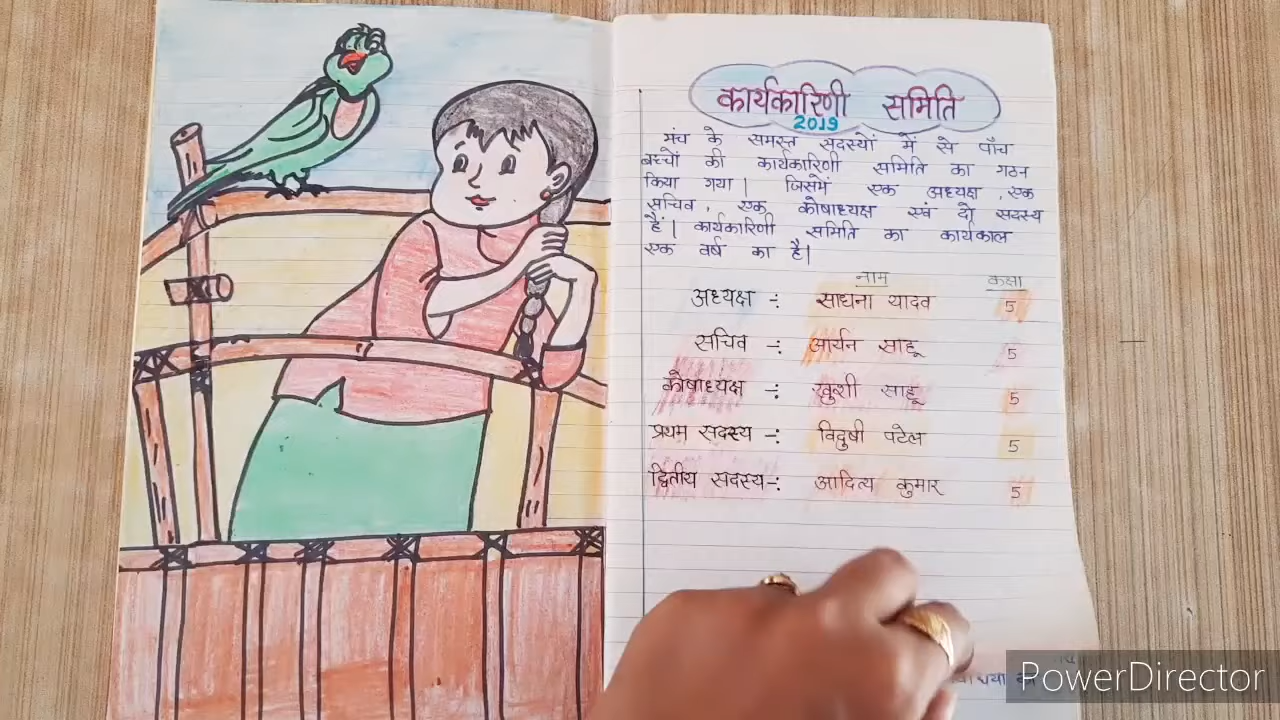 कार्यकारिणी समिति
2019
मंच के समस्त सदस्यों में से पाँच
बच्चों की कार्यकारिणी समिति का गठन
किया गया| जिसमें एक अध्यक्ष, एक
सचिव, एक कोषाध्यक्ष एवं दो सदस्य
हैं| कार्यकारिणी समिति का कार्यकाल
एक वर्ष का है|
नाम कक्षा
अध्यक्ष -: साधना यादव 5
सचिव -: आर्यन साहू 5
कोषाध्यक्ष -: खुशी साहू 5
प्रथम सदस्य -: विदुषी पटेल 5
द्वितीय सदस्य-: आदित्य कुमार 5
PowerDirector